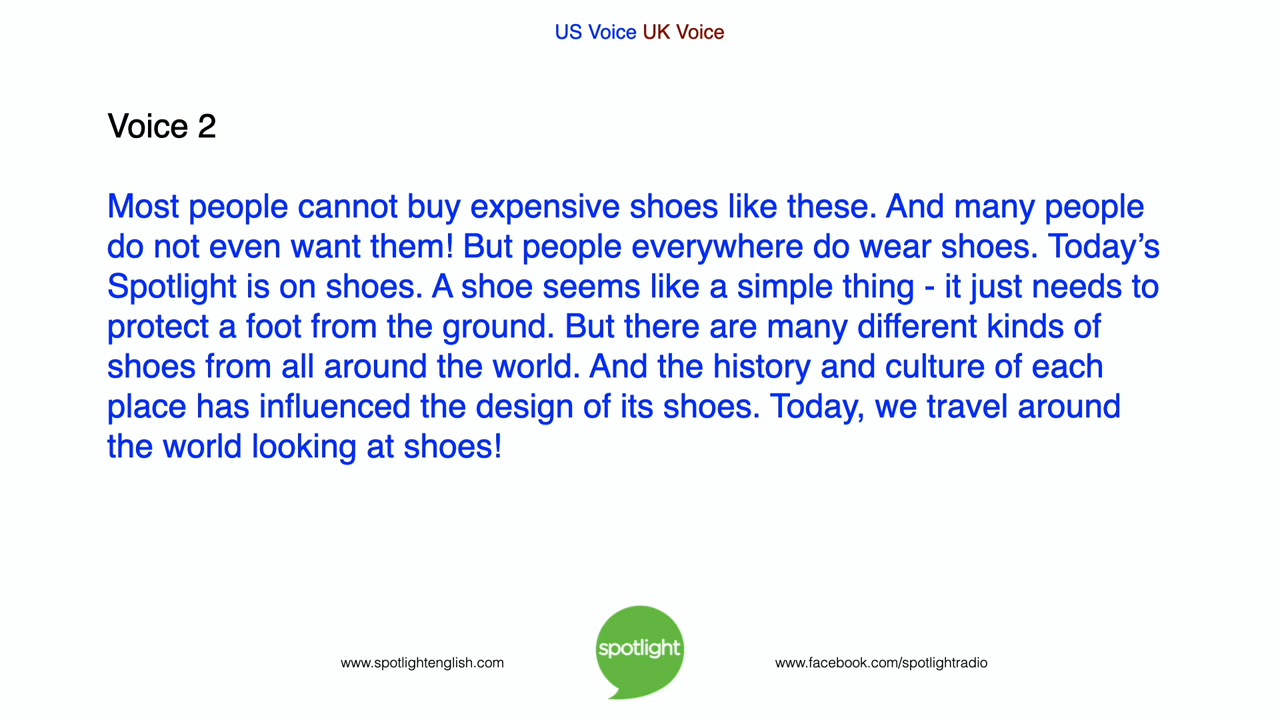 US Voice UK Voice
Voice 2
Most people cannot buy expensive shoes like these. And many people
do not even want them! But people everywhere do wear shoes. Today’s
Spotlight is on shoes. A shoe seems like a simple thing - it just needs to
protect a foot from the ground. But there are many different kinds of
shoes from all around the world. And the history and culture of each
place has influenced the design of its shoes. Today, we travel around
the world looking at shoes!
spotlight
www.spotlightenglish.com
www.facebook.com/spotlightradio